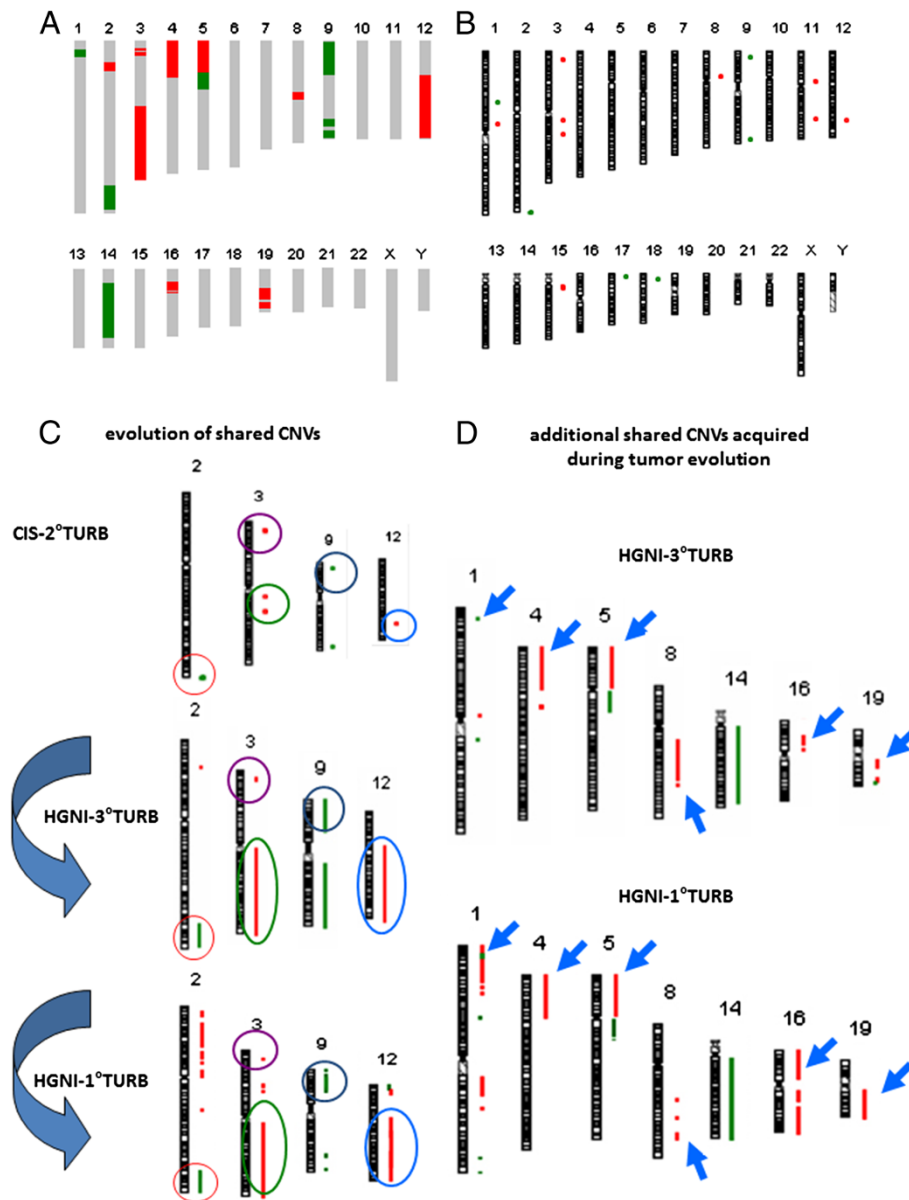 A
1 2 3 4 5 6 7 8 9 10 11 12
13 14 15 16 17 18 19 20 21 22 X Y
B
1 2 3 4 5 6 7 8 9 10 11 12
13 14 15 16 17 18 19 20 21 22 X Y
C
evolution of shared CNVs
CIS-2°TURB
2 3 9 12
HGNI-3°TURB
2 3 9 12
HGNI-1°TURB
2 3 9 12
D
additional shared CNVs acquired
during tumor evolution
HGNI-3°TURB
1 4 5 8 14 16 19
HGNI-1°TURB
1 4 5 8 14 16 19